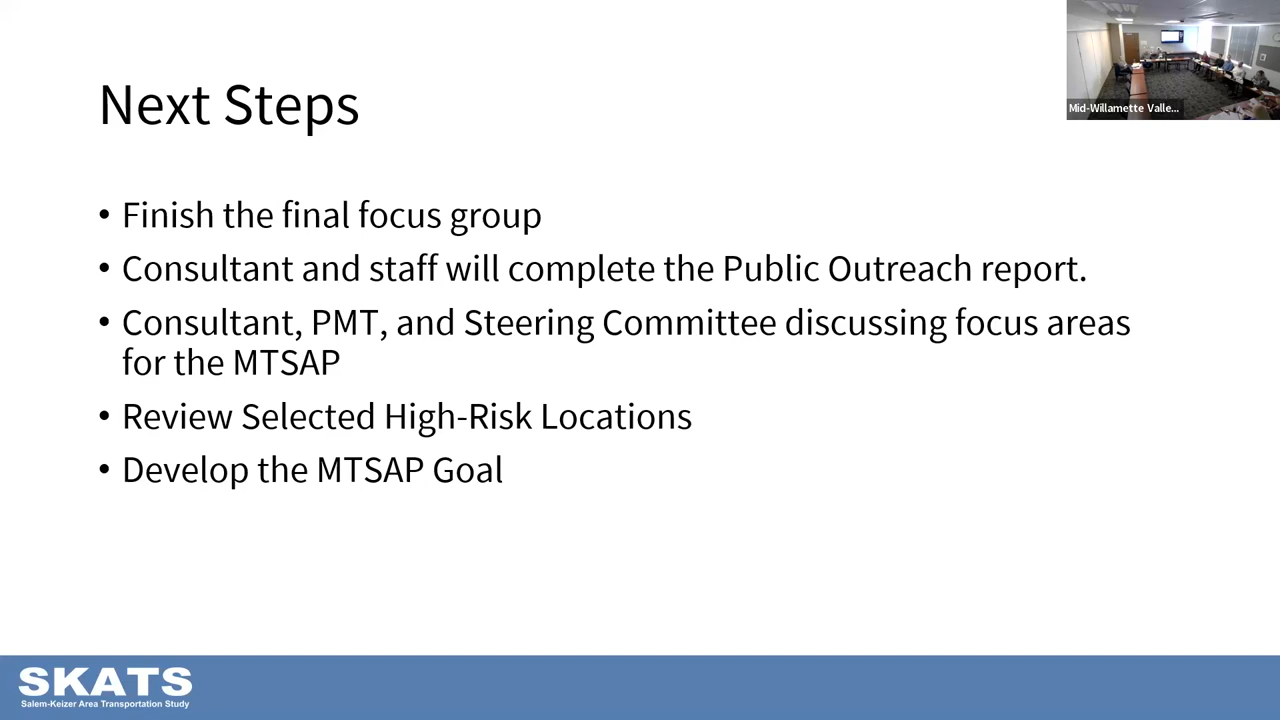 Next Steps
• Finish the final focus group
• Consultant and staff will complete the Public Outreach report.
• Consultant, PMT, and Steering Committee discussing focus areas
for the MTSAP
• Review Selected High-Risk Locations
• Develop the MTSAP Goal
Mid-Willamette Valle...
SKATS
Salem-Keizer Area Transportation Study